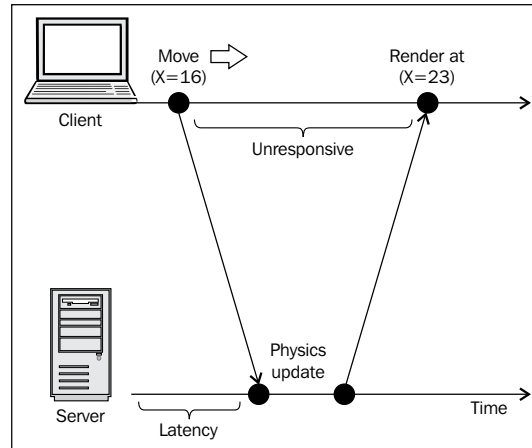 Move
(X=16)
Render at
(X=23)
Client
Unresponsive
Physics
update
Server
Latency
Time